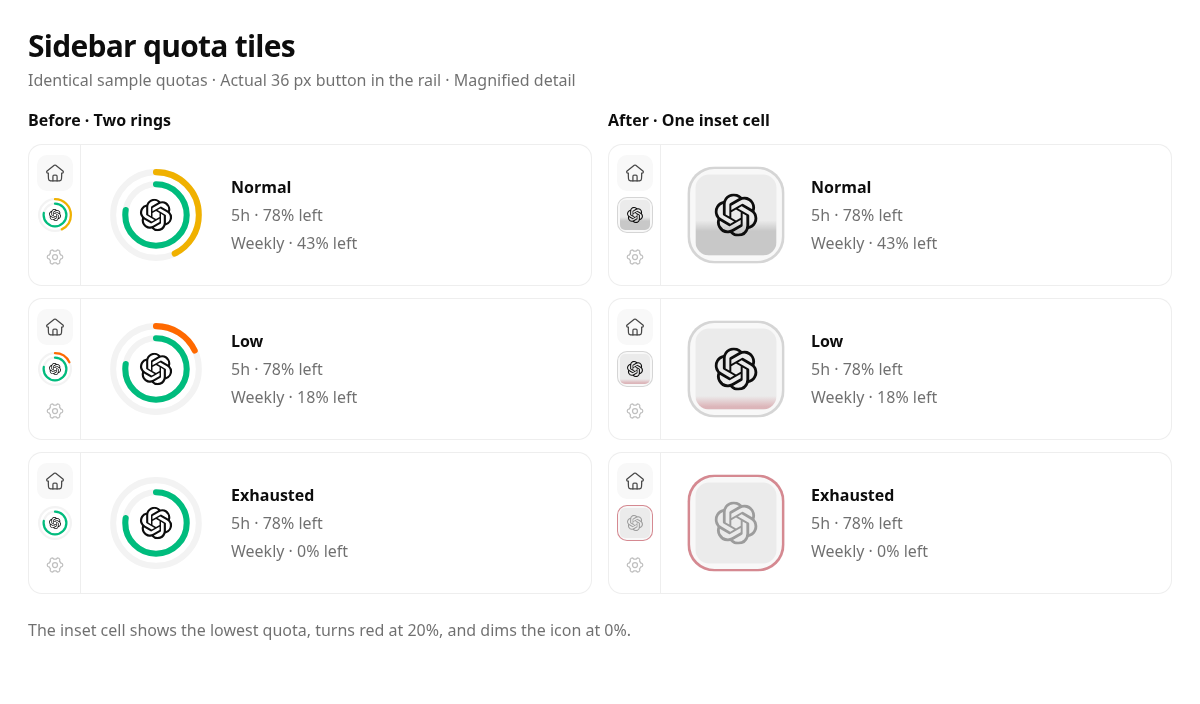 Sidebar quota tiles
Identical sample quotas · Actual 36 px button in the rail · Magnified detail
Before · Two rings
Normal
5h · 78% left
Weekly · 43% left
Low
5h · 78% left
Weekly · 18% left
Exhausted
5h · 78% left
Weekly · 0% left
After · One inset cell
Normal
5h · 78% left
Weekly · 43% left
Low
5h · 78% left
Weekly · 18% left
Exhausted
5h · 78% left
Weekly · 0% left
The inset cell shows the lowest quota, turns red at 20%, and dims the icon at 0%.